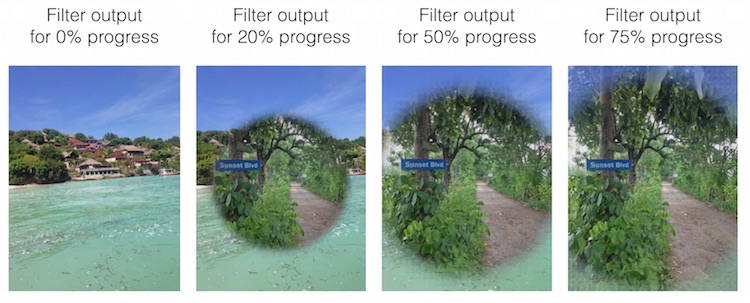 Filter output
for 0% progress
Filter output
for 20% progress
Filter output
for 50% progress
Filter output
for 75% progress
Sunset Blvd
Sunset Blvd
Sunset Blvd